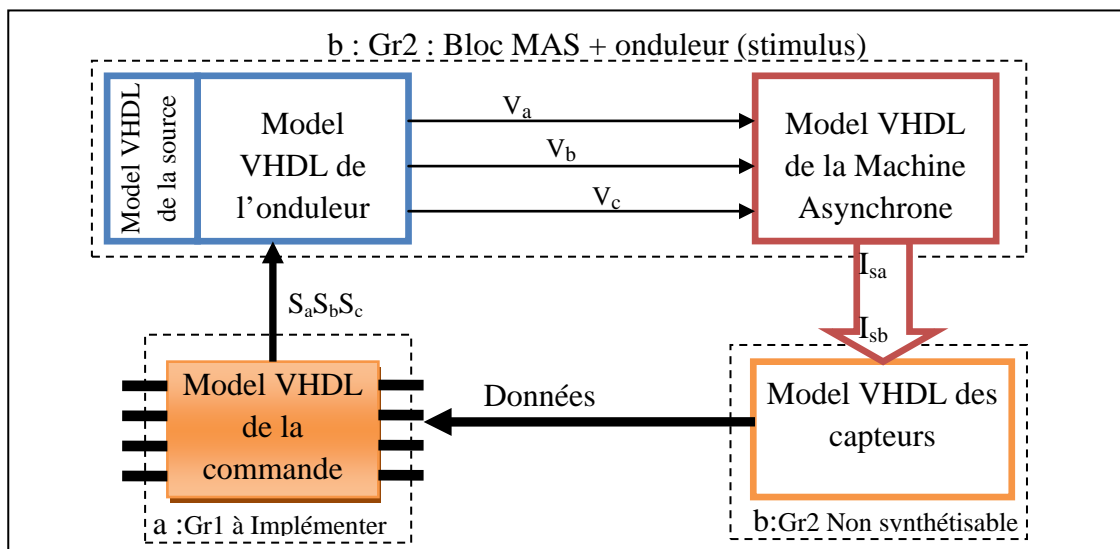 b : Gr2 : Bloc MAS + onduleur (stimulus)
Model VHDL
de la source
Model
VHDL de
l’onduleur
Va
Vb
Vc
Model VHDL
de la Machine
Asynchrone
Isa
Isb
SaSbSc
Model VHDL
de la
commande
Données
Model VHDL des
capteurs
a :Gr1 à Implémenter
b:Gr2 Non synthétisable